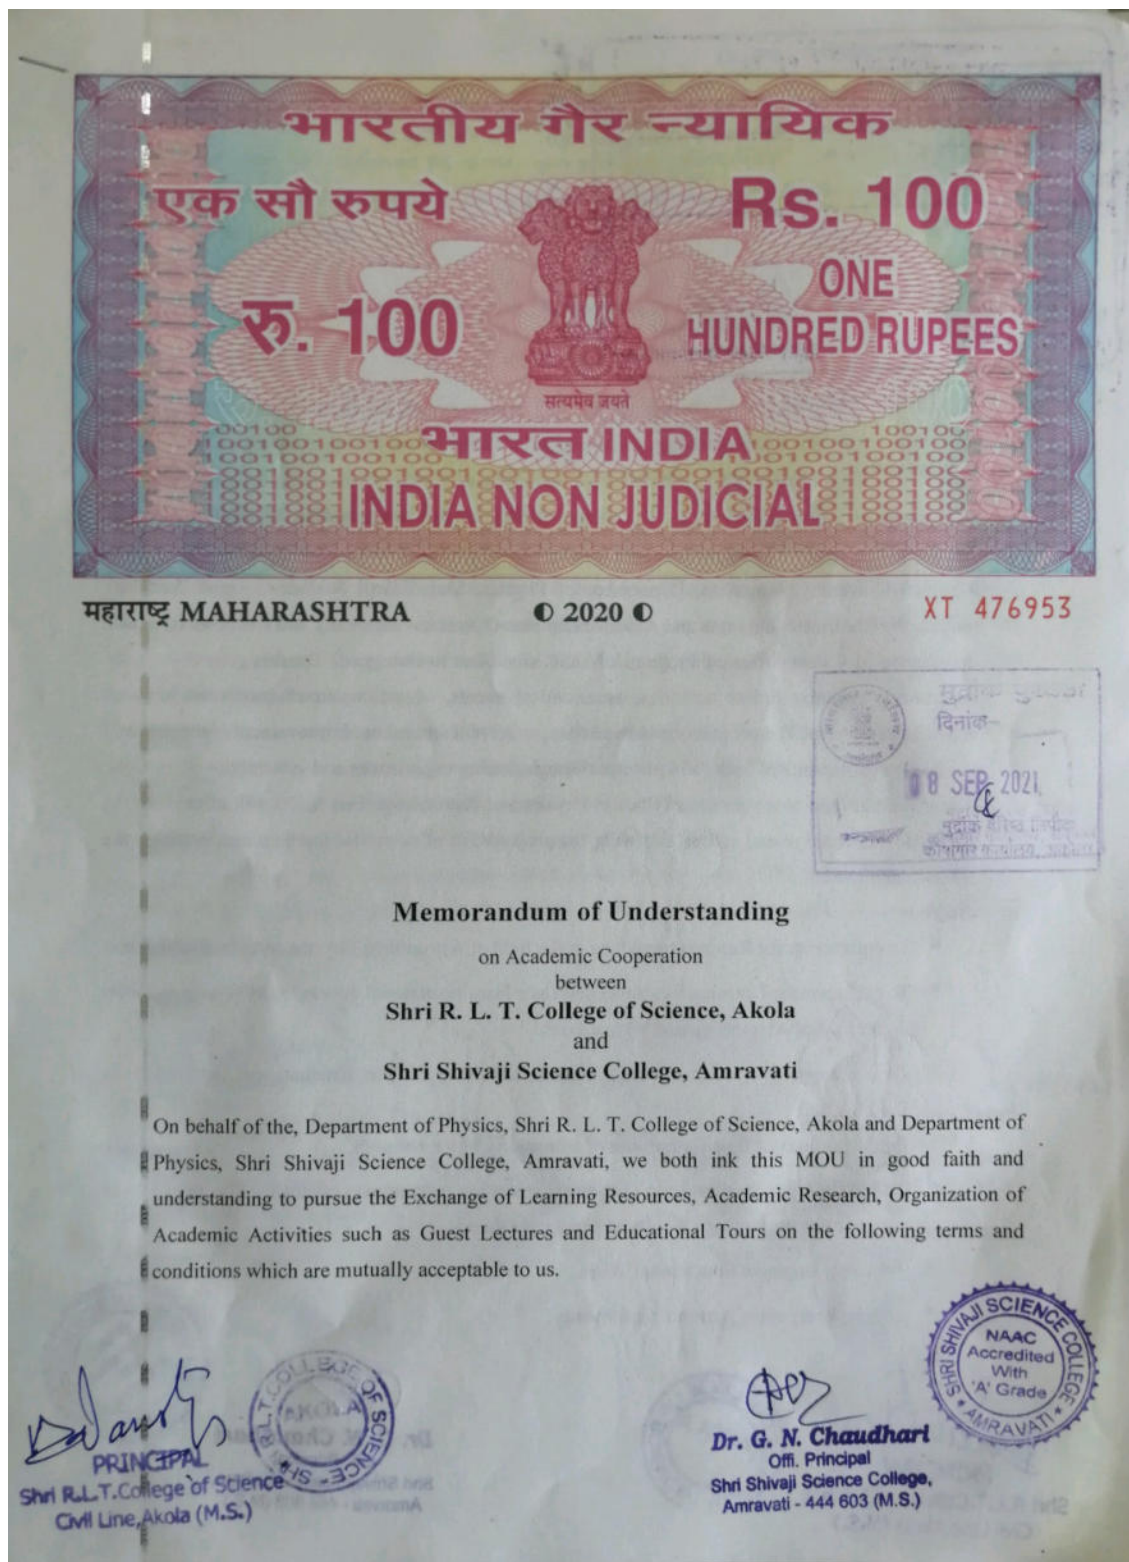 भारतीय गैर न्यायिक
एक सौ रुपये
Rs. 100
रु. 100
ONE
HUNDRED RUPEES
सत्यमेव जयते
भारत INDIA
INDIA NON JUDICIAL
महाराष्ट्र MAHARASHTRA
2020
XT 476953
दिनांक-
08 SEP 2021
Memorandum of Understanding
on Academic Cooperation
between
Shri R. L. T. College of Science, Akola
and
Shri Shivaji Science College, Amravati
On behalf of the, Department of Physics, Shri R. L. T. College of Science, Akola and Department of
Physics, Shri Shivaji Science College, Amravati, we both ink this MOU in good faith and
understanding to pursue the Exchange of Learning Resources, Academic Research, Organization of
Academic Activities such as Guest Lectures and Educational Tours on the following terms and
conditions which are mutually acceptable to us.
PRINCIPAL
Shri R.L.T.College of Science
Civil Line,Akola (M.S.)
SHRI R.L.T. COLLEGE OF SCIENCE
AKOLA
SHRI SHIVAJI SCIENCE COLLEGE
AMRAVATI
NAAC
Accredited
With
'A' Grade
Dr. G. N. Chaudhari
Offi. Principal
Shri Shivaji Science College,
Amravati - 444 603 (M.S.)